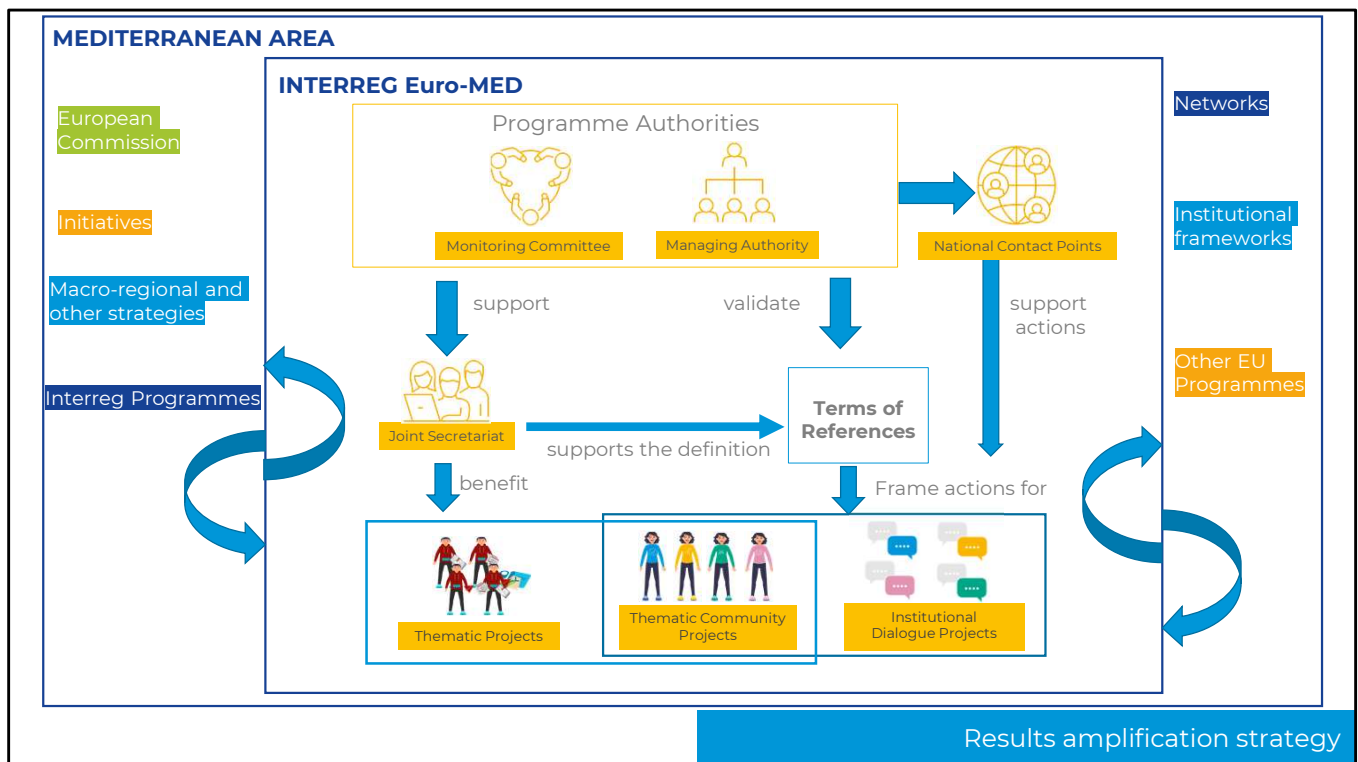 MEDITERRANEAN AREA
INTERREG Euro-MED
European
Commission
Initiatives
Macro-regional and
other strategies
Interreg Programmes
Programme Authorities
Monitoring Committee
Managing Authority
National Contact Points
support
validate
support
actions
Joint Secretariat
supports the definition
Terms of
References
benefit
Frame actions for
Thematic Projects
Thematic Community
Projects
Institutional
Dialogue Projects
Networks
Institutional
frameworks
Other EU
Programmes
Results amplification strategy